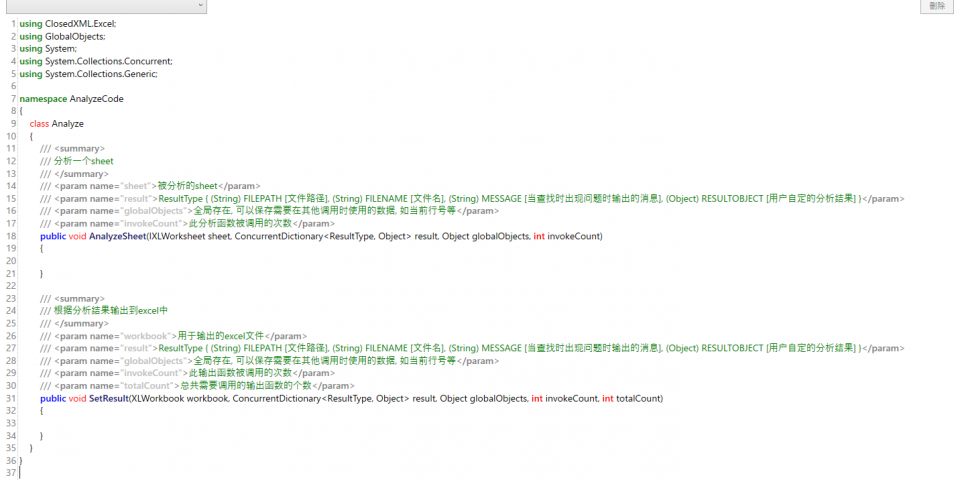 删除
1 using ClosedXML.Excel;
2 using GlobalObjects;
3 using System;
4 using System.Collections.Concurrent;
5 using System.Collections.Generic;
6
7 namespace AnalyzeCode
8 {
9 class Analyze
10 {
11 /// <summary>
12 /// 分析一个sheet
13 /// </summary>
14 /// <param name="sheet">被分析的sheet</param>
15 /// <param name="result">ResultType { (String) FILEPATH [文件路径], (String) FILENAME [文件名], (String) MESSAGE [当查找时出现问题时输出的消息], (Object) RESULTOBJECT [用户自定的分析结果] }</param>
16 /// <param name="globalObjects">全局存在, 可以保存需要在其他调用时使用的数据, 如当前行号等</param>
17 /// <param name="invokeCount">此分析函数被调用的次数</param>
18 public void AnalyzeSheet(IXLWorksheet sheet, ConcurrentDictionary<ResultType, Object> result, Object globalObjects, int invokeCount)
19 {
20
21 }
22
23 /// <summary>
24 /// 根据分析结果输出到excel中
25 /// </summary>
26 /// <param name="workbook">用于输出的excel文件</param>
27 /// <param name="result">ResultType { (String) FILEPATH [文件路径], (String) FILENAME [文件名], (String) MESSAGE [当查找时出现问题时输出的消息], (Object) RESULTOBJECT [用户自定的分析结果] }</param>
28 /// <param name="globalObjects">全局存在, 可以保存需要在其他调用时使用的数据, 如当前行号等</param>
29 /// <param name="invokeCount">此输出函数被调用的次数</param>
30 /// <param name="totalCount">总共需要调用的输出函数的个数</param>
31 public void SetResult(XLWorkbook workbook, ConcurrentDictionary<ResultType, Object> result, Object globalObjects, int invokeCount, int totalCount)
32 {
33
34 }
35 }
36 }
37